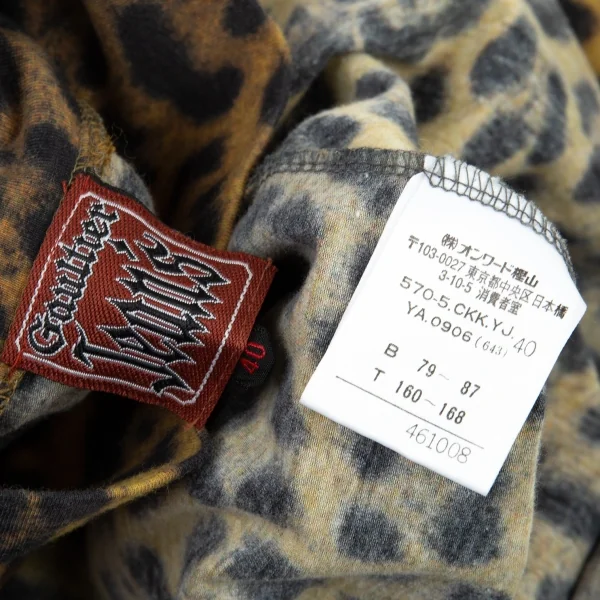 Gaulthier
Jean's
40
(株)オンワード樫山
〒103-0027 東京都中央区日本橋
3-10-5 消費者室
570-5.CKK.YJ.40
YA.0906(643)
B 79-87
T 160~168
461008